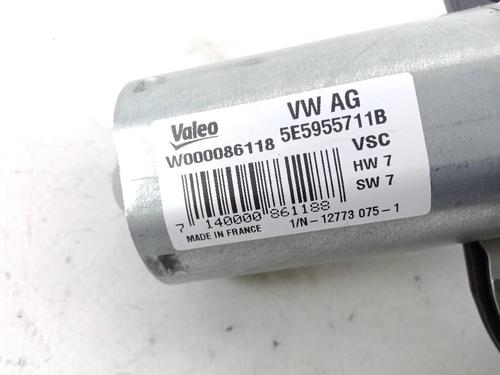 Valeo VW AG
W000086118 5E5955711B
VSC
HW 7
SW 7
7 140000 861188
MADE IN FRANCE 1/N-12773 075-1